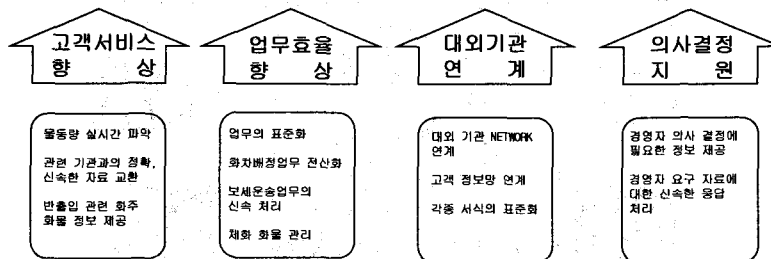 고객서비스
향 상
업무효율
향 상
대외기관
연 계
의사결정
지 원
물동량 실시간 파악
관련 기관과의 정확,
신속한 자료 교환
반출입 관련 화주
화물 정보 제공
업무의 표준화
화차배정업무 전산화
보세운송업무의
신속 처리
체화 화물 관리
대외 기관 NETWORK
연계
고객 정보망 연계
각종 서식의 표준화
경영자 의사 결정에
필요한 정보 제공
경영자 요구 자료에
대한 신속한 응답
처리